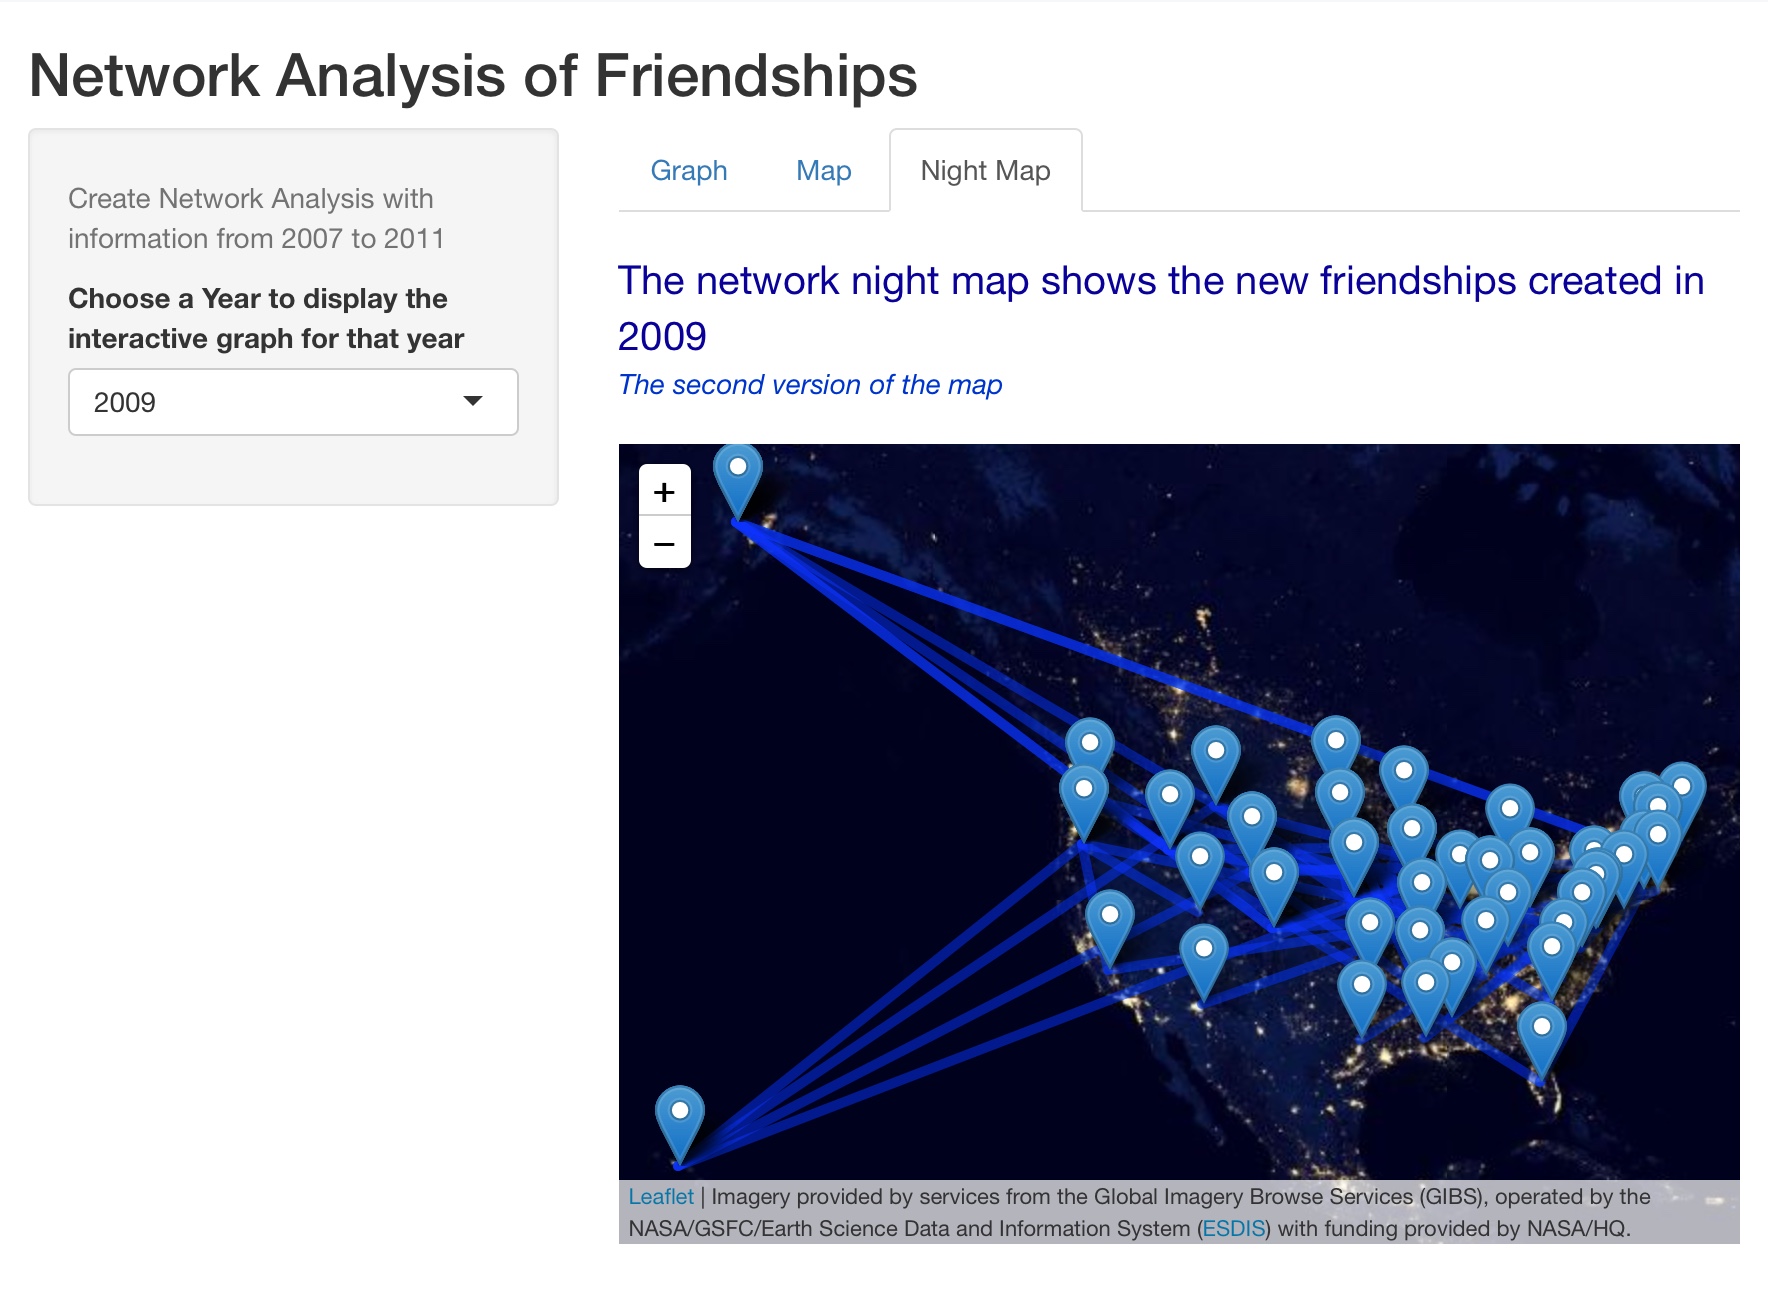 Network Analysis of Friendships
Create Network Analysis with
information from 2007 to 2011
Choose a Year to display the
interactive graph for that year
2009
Graph
Map
Night Map
The network night map shows the new friendships created in
2009
The second version of the map
+
−
Leaflet | Imagery provided by services from the Global Imagery Browse Services (GIBS), operated by the
NASA/GSFC/Earth Science Data and Information System (ESDIS) with funding provided by NASA/HQ.